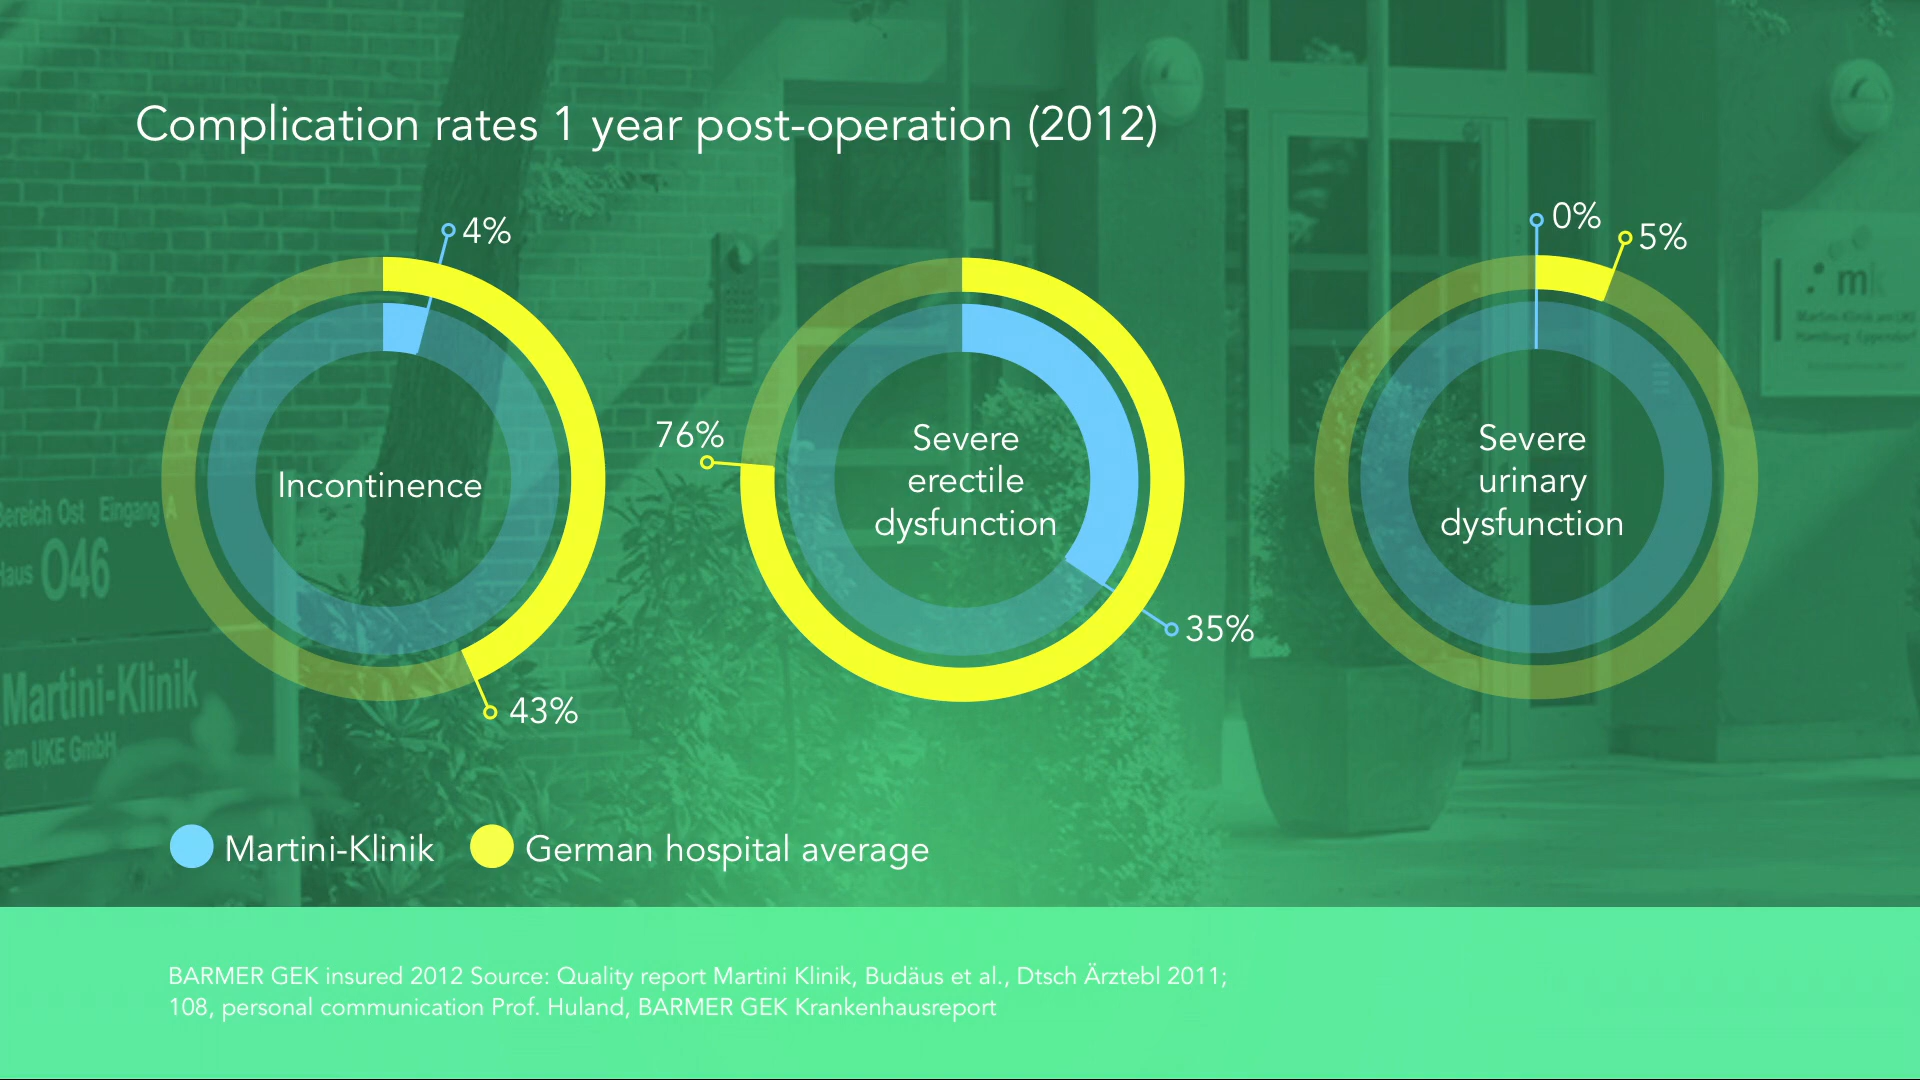 Complication rates 1 year post-operation (2012)
4%
43%
Incontinence
76%
35%
Severe
erectile
dysfunction
0%
5%
Severe
urinary
dysfunction
Bereich Ost Eingang A
Haus O46
Martini-Klinik
am UKE GmbH
Martini-Klinik
German hospital average
BARMER GEK insured 2012 Source: Quality report Martini Klinik, Budäus et al., Dtsch Ärztebl 2011;
108, personal communication Prof. Huland, BARMER GEK Krankenhausreport